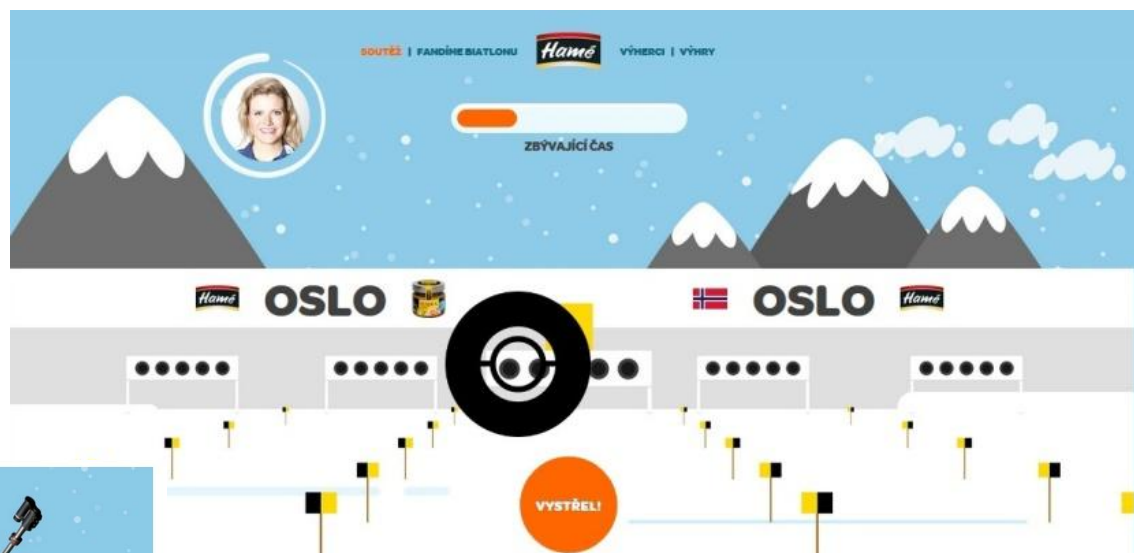 SOUTĚŽ | FANDÍME BIATLONU Hamé VÝHERCI | VÝHRY
ZBÝVAJÍCÍ ČAS
Hamé OSLO OSLO Hamé
VYSTŘEL!